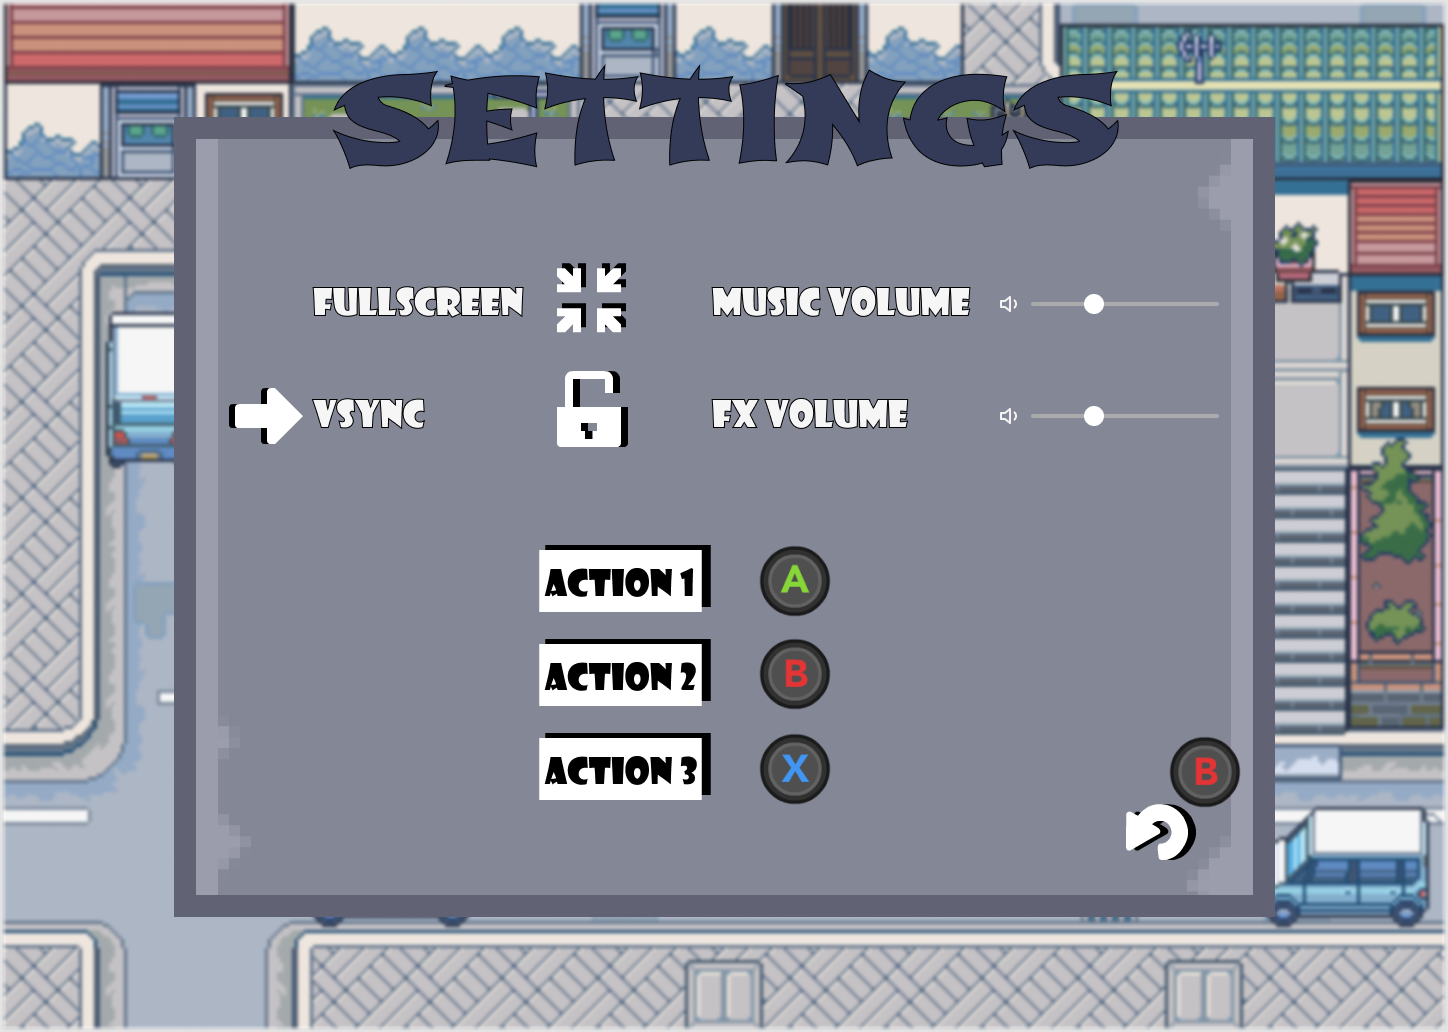 SETTINGS
FULLSCREEN
MUSIC VOLUME
VSYNC
FX VOLUME
ACTION 1
A
ACTION 2
B
ACTION 3
X
B